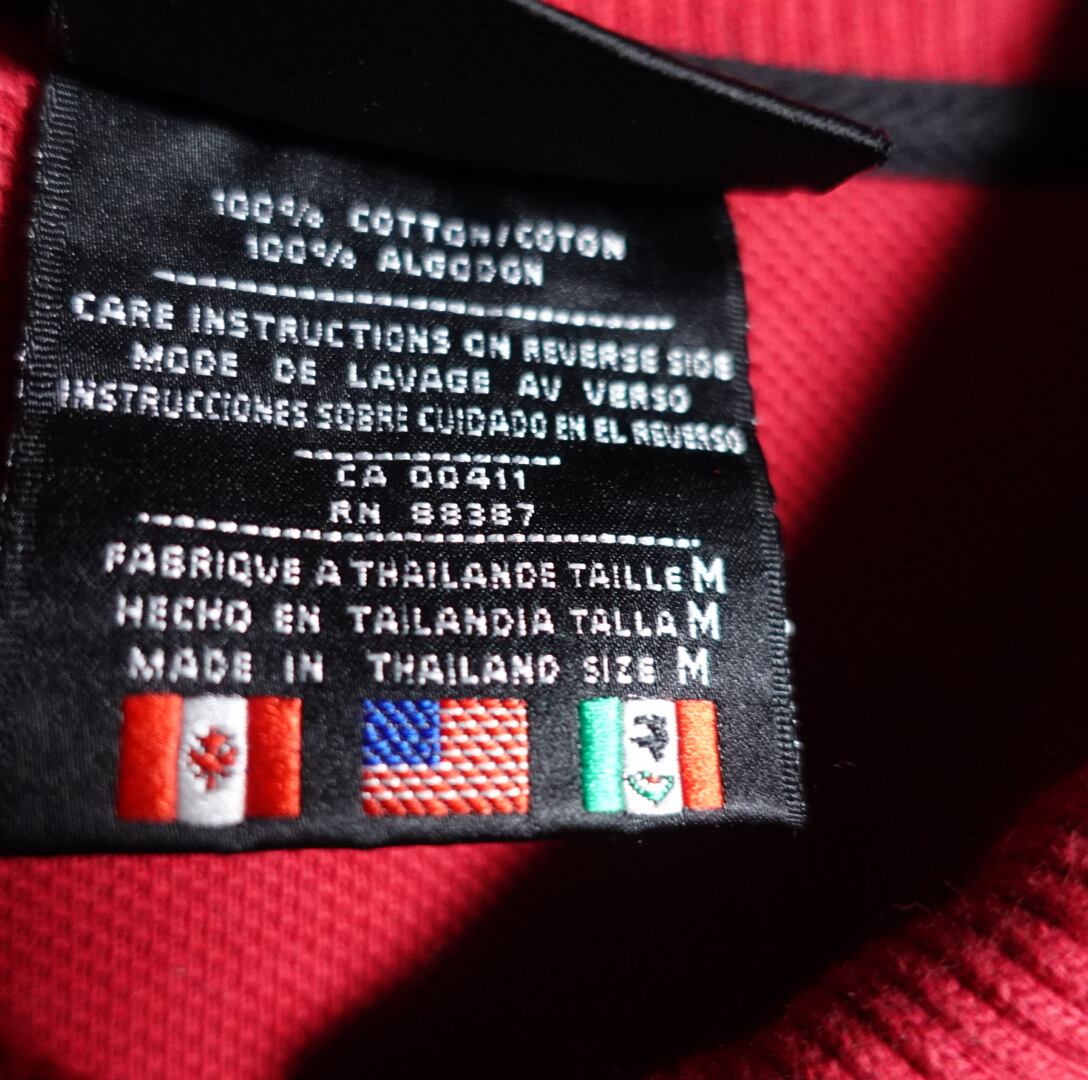 100% COTTON/COTON
100% ALGODON
CARE INSTRUCTIONS ON REVERSE SIDE
MODE DE LAVAGE AU VERSO
INSTRUCCIONES SOBRE CUIDADO EN EL REVERSO
CA 00411
RN 88387
FABRIQUE A THAILANDE TAILLE M
HECHO EN TAILANDIA TALLA M
MADE IN THAILAND SIZE M